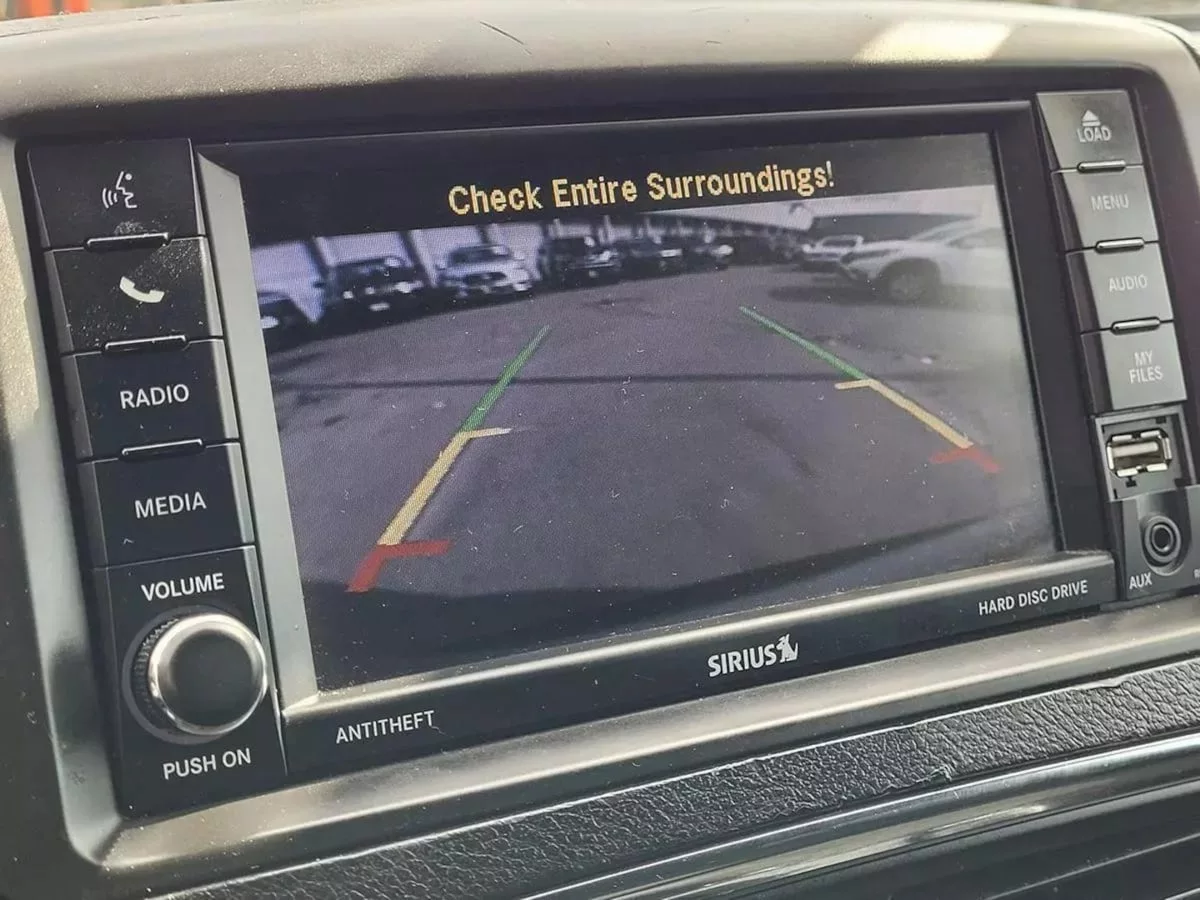 Check Entire Surroundings!
RADIO
MEDIA
VOLUME
PUSH ON
ANTITHEFT
SIRIUS
HARD DISC DRIVE
LOAD
MENU
AUDIO
MY
FILES
AUX